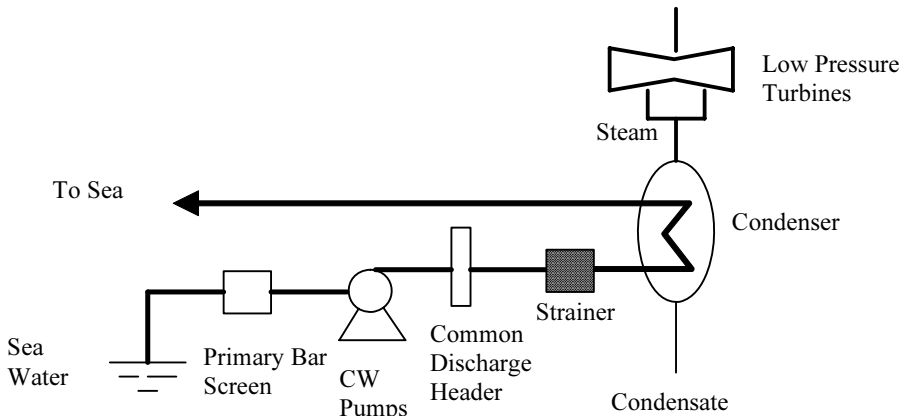 Low Pressure
Turbines
Steam
To Sea
Condenser
Strainer
Sea
Water
Primary Bar
Screen
CW
Pumps
Common
Discharge
Header
Condensate